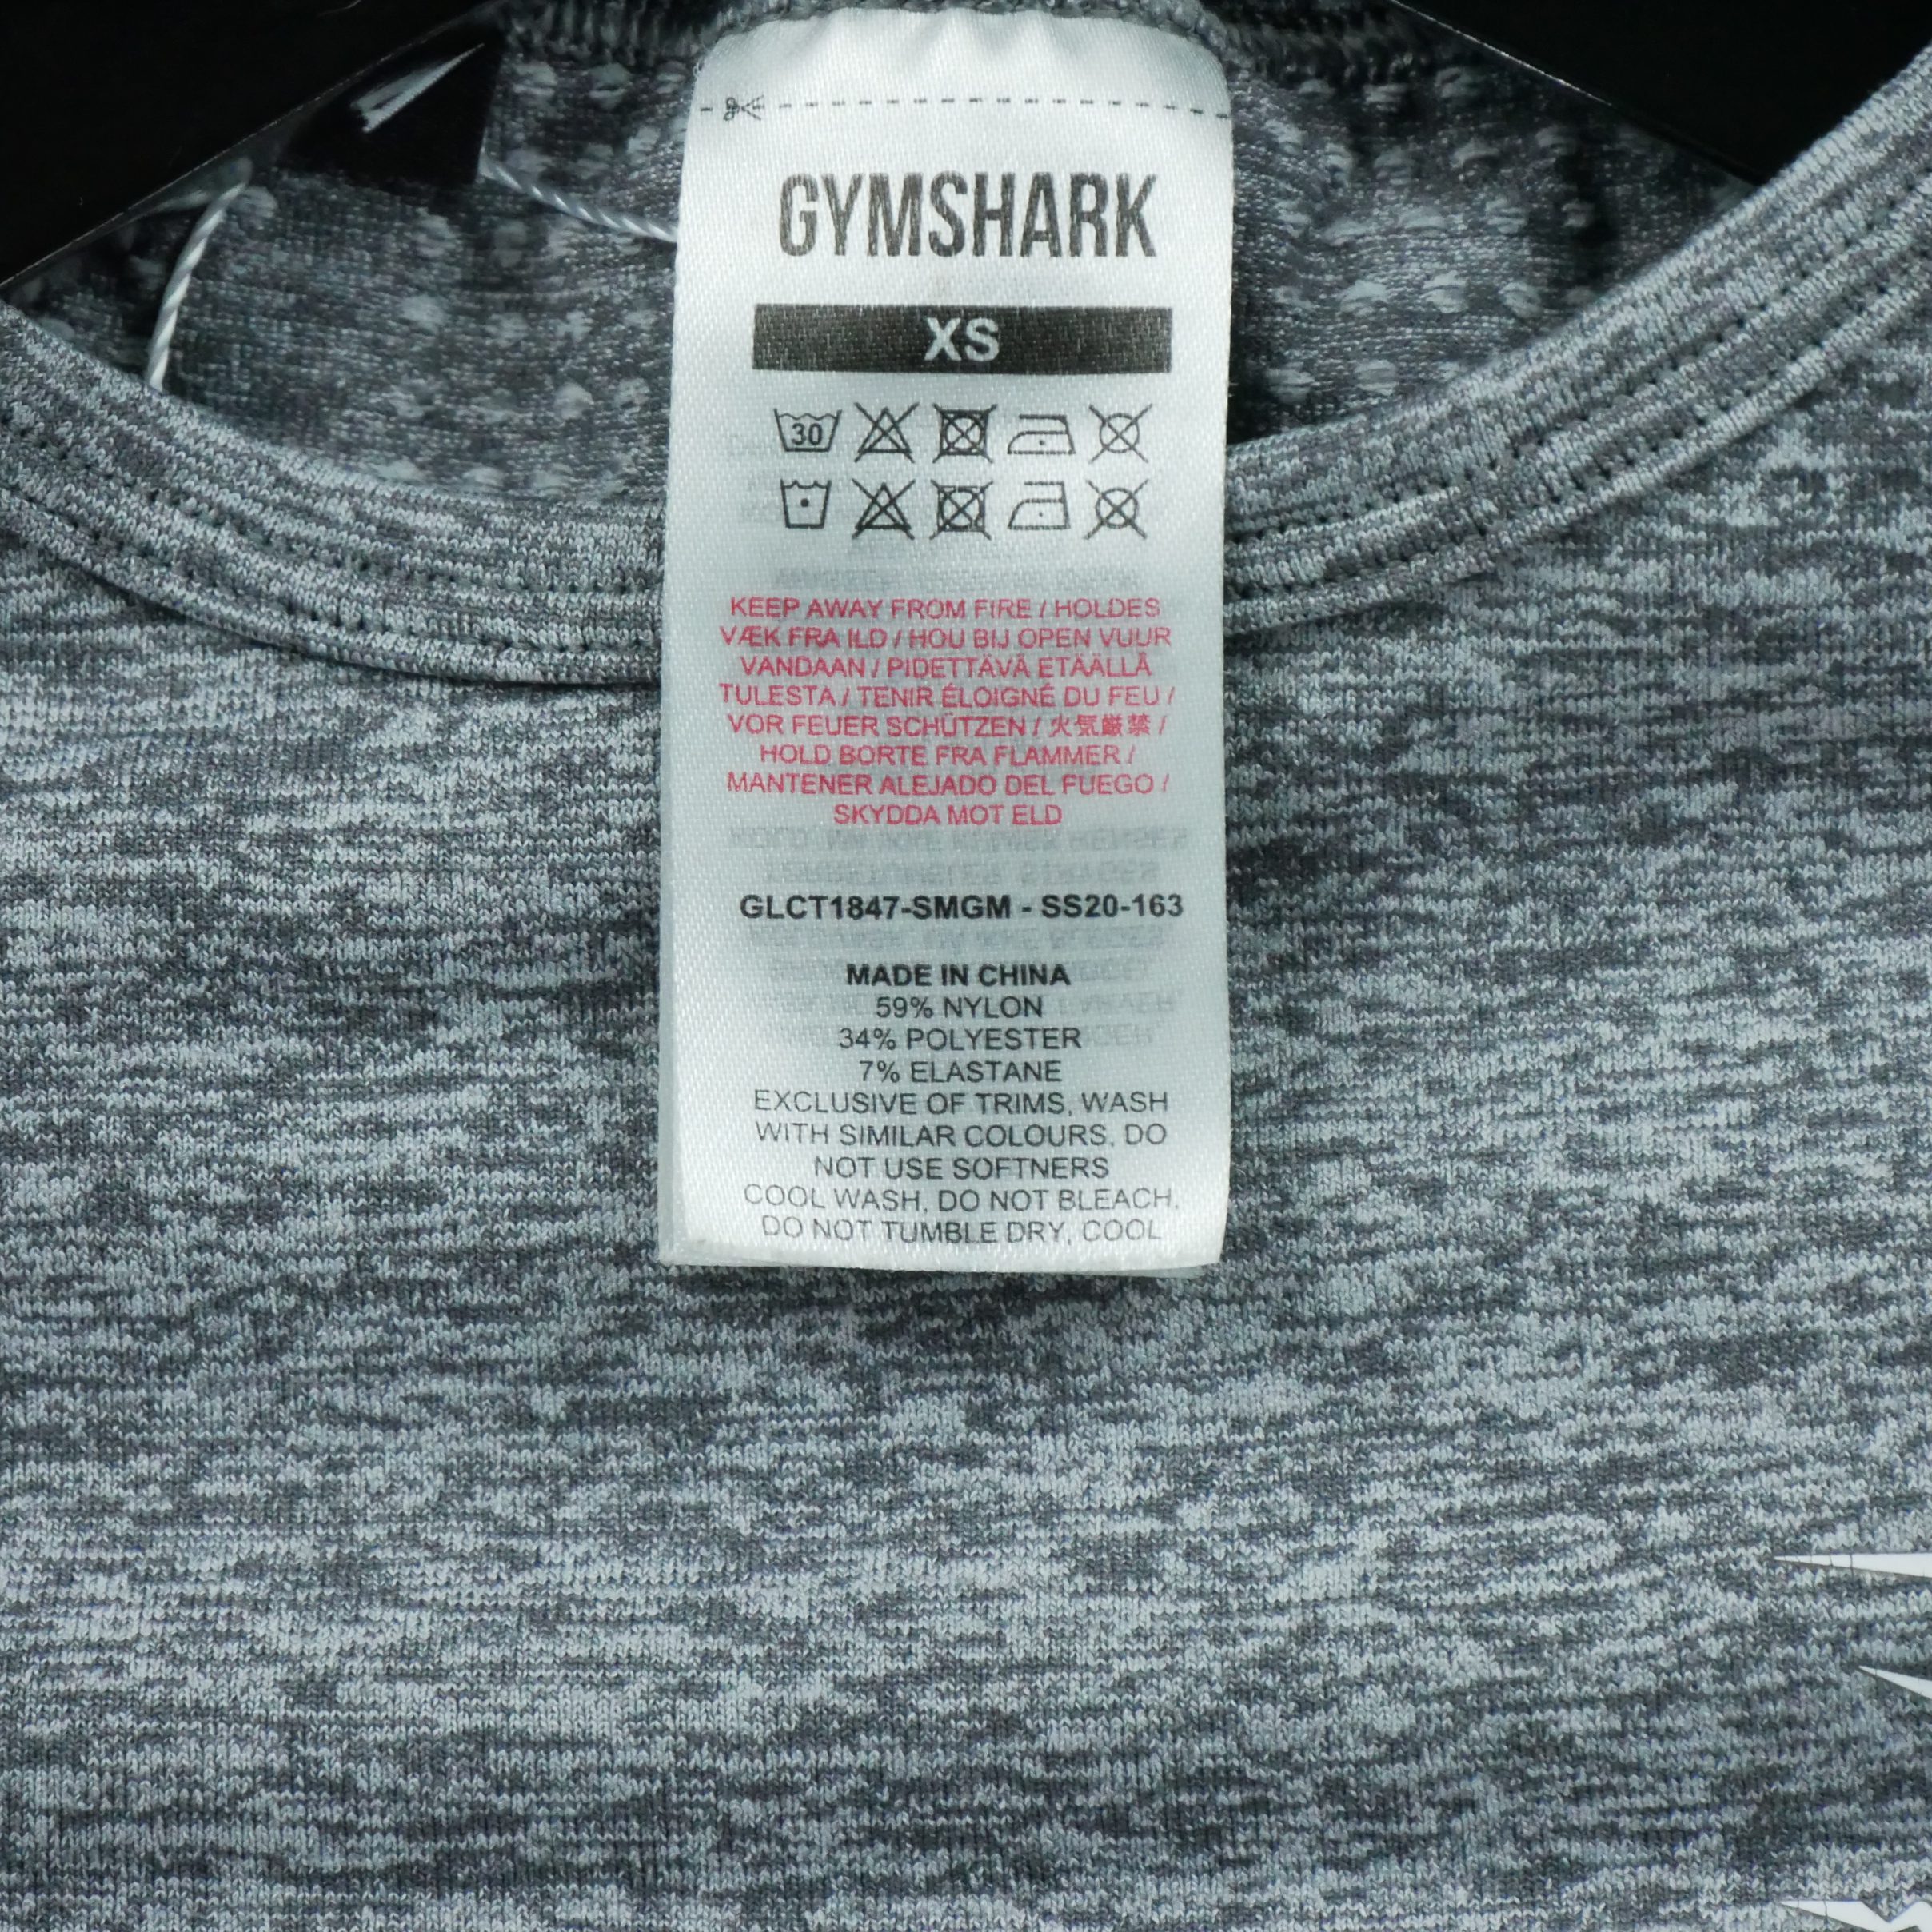 GYMSHARK
XS
30
KEEP AWAY FROM FIRE / HOLDES
VÆK FRA ILD / HOU BIJ OPEN VUUR
VANDAAN / PIDETTÄVÄ ETÄÄLLÄ
TULESTA / TENIR ÉLOIGNÉ DU FEU /
VOR FEUER SCHÜTZEN / 火気厳禁 /
HOLD BORTE FRA FLAMMER /
MANTENER ALEJADO DEL FUEGO /
SKYDDA MOT ELD
GLCT1847-SMGM - SS20-163
MADE IN CHINA
59% NYLON
34% POLYESTER
7% ELASTANE
EXCLUSIVE OF TRIMS, WASH
WITH SIMILAR COLOURS, DO
NOT USE SOFTNERS
COOL WASH, DO NOT BLEACH,
DO NOT TUMBLE DRY, COOL